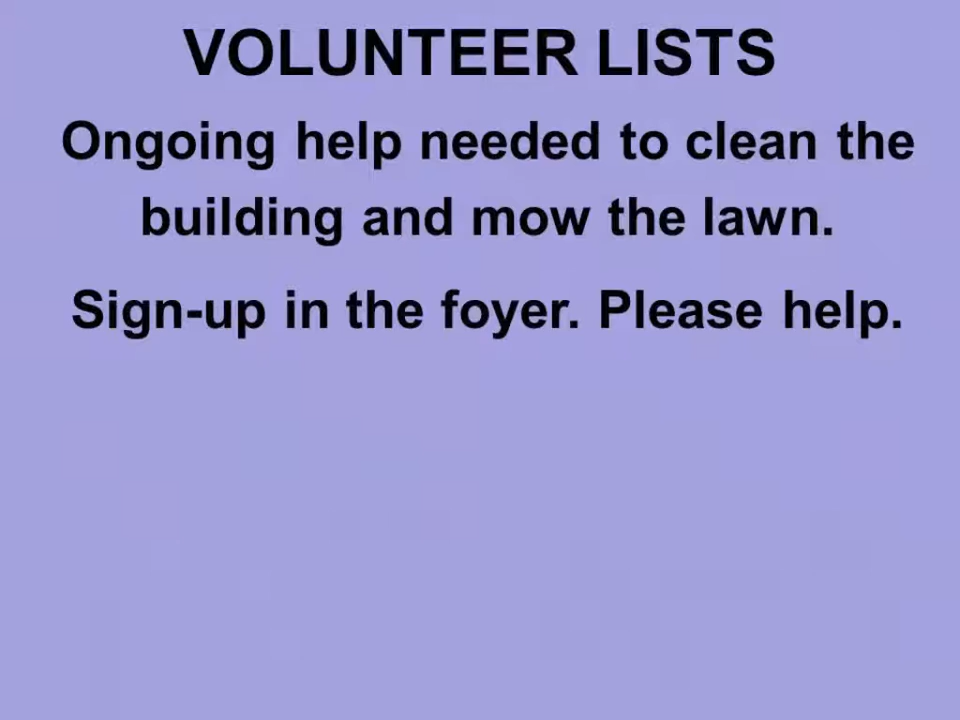 VOLUNTEER LISTS
Ongoing help needed to clean the
building and mow the lawn.
Sign-up in the foyer. Please help.